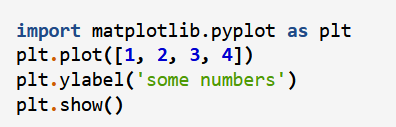 import matplotlib.pyplot as plt
plt.plot([1, 2, 3, 4])
plt.ylabel('some numbers')
plt.show()